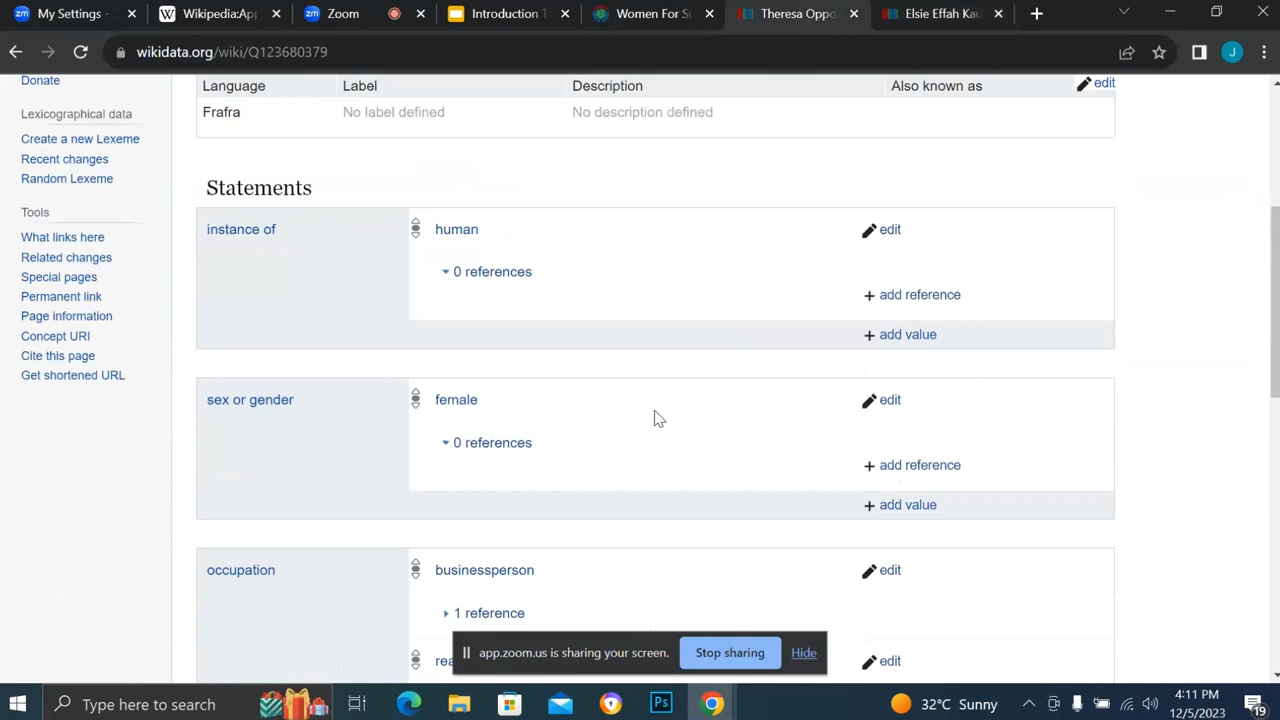 My Settings -
Wikipedia:Ap
Zoom
Introduction T
Women For Su
Theresa Oppo
Elsie Effah Kau
wikidata.org/wiki/Q123680379
J
Donate
Lexicographical data
Create a new Lexeme
Recent changes
Random Lexeme
Tools
What links here
Related changes
Special pages
Permanent link
Page information
Concept URI
Cite this page
Get shortened URL
Language Label Description Also known as edit
Frafra No label defined No description defined
Statements
instance of human edit
0 references
+ add reference
+ add value
sex or gender female edit
0 references
+ add reference
+ add value
occupation businessperson edit
1 reference
rea edit
app.zoom.us is sharing your screen. Stop sharing Hide
Type here to search
Ps
32°C Sunny
4:11 PM
12/5/2023
19